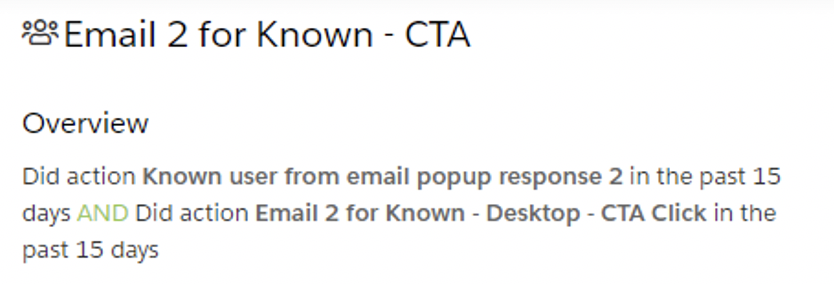 Email 2 for Known - CTA
Overview
Did action Known user from email popup response 2 in the past 15
days AND Did action Email 2 for Known - Desktop - CTA Click in the
past 15 days